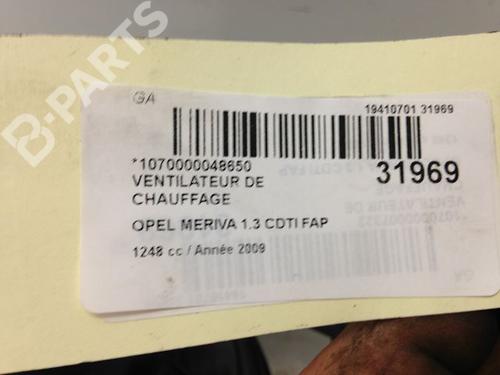 B-PARTS
GA
19410701 31969
*1070000048650
31969
VENTILATEUR DE
CHAUFFAGE
OPEL MERIVA 1.3 CDTI FAP
1248 cc / Année 2009